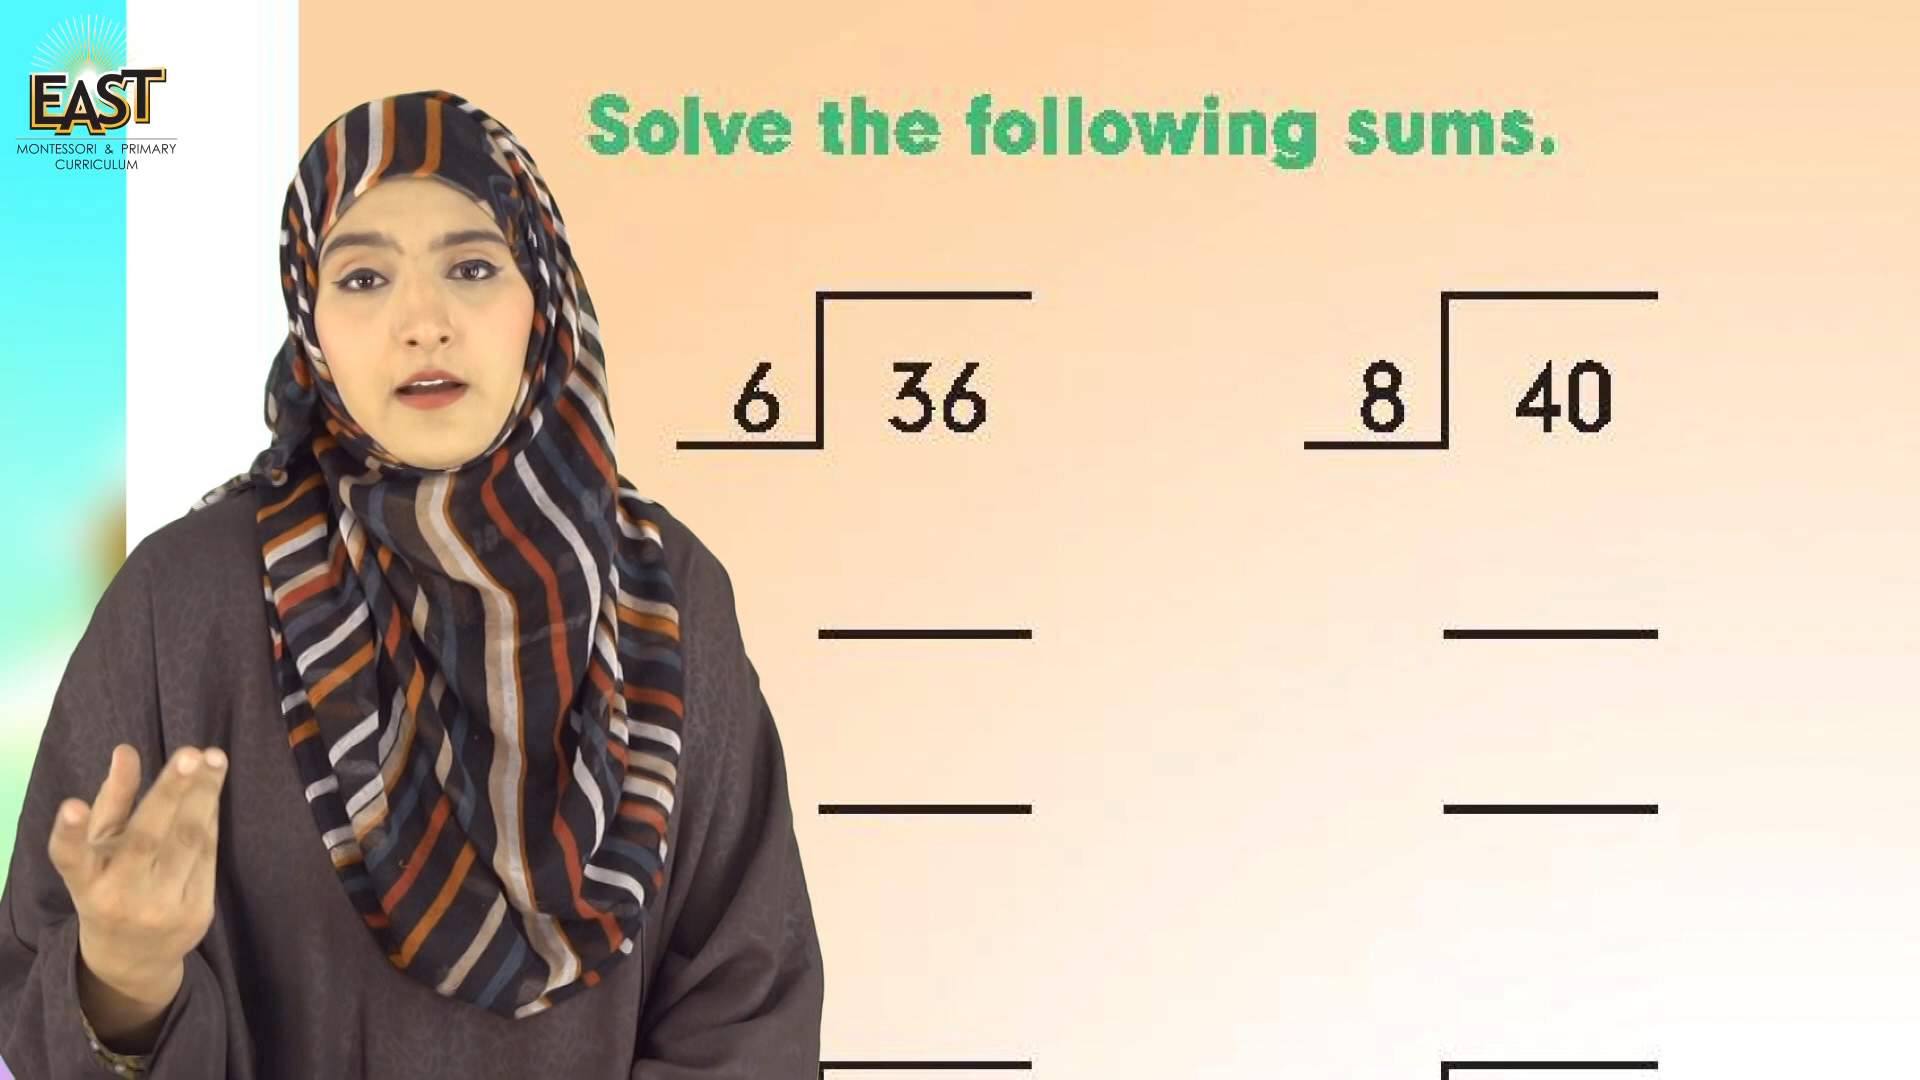 EAST
MONTESSORI & PRIMARY
CURRICULUM
Solve the following sums.
6 36
8 40